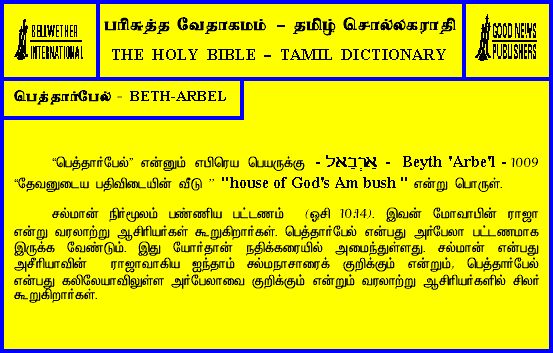 BELLWETHER
INTERNATIONAL
பரிசுத்த வேதாகமம் – தமிழ் சொல்லகராதி
THE HOLY BIBLE – TAMIL DICTIONARY
GOOD NEWS
PUBLISHERS
பெத்தார்பேல் - BETH-ARBEL
“பெத்தார்பேல்” என்னும் எபிரெய பெயருக்கு - אַרְבֵאל - Beyth 'Arbe'l - 1009
“தேவனுடைய பதிவிடையின் வீடு ” "house of God's Am bush " என்று பொருள்.
சல்மான் நிர்மூலம் பண்ணிய பட்டணம் (ஓசி 10:14). இவன் மோவாபின் ராஜா
என்று வரலாற்று ஆசிரியர்கள் கூறுகிறார்கள். பெத்தார்பேல் என்பது அர்பேலா பட்டணமாக
இருக்க வேண்டும். இது யோர்தான் நதிக்கரையில் அமைந்துள்ளது. சல்மான் என்பது
அசீரியாவின் ராஜாவாகிய ஐந்தாம் சல்மநாசாரைக் குறிக்கும் என்றும், பெத்தார்பேல்
என்பது கலிலேயாவிலுள்ள அர்பேலாவை குறிக்கும் என்றும் வரலாற்று ஆசிரியர்களில் சிலர்
கூறுகிறார்கள்.